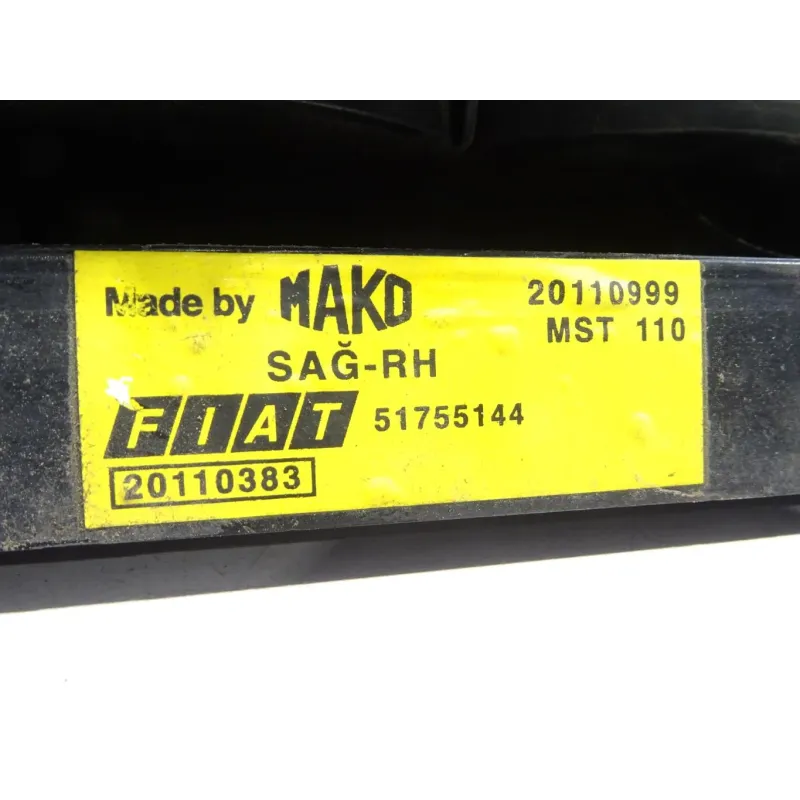 Made by MAKO 20110999
MST 110
SAĞ-RH
FIAT 51755144
20110383